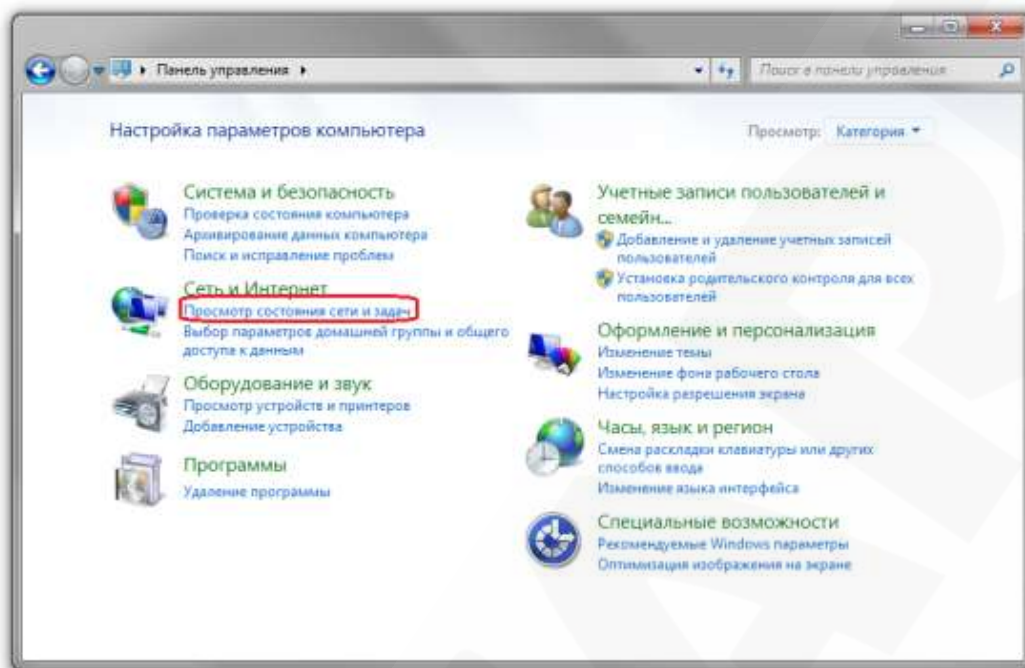 Панель управления
Поиск в панели управления
Настройка параметров компьютера
Просмотр: Категория
Система и безопасность
Проверка состояния компьютера
Архивирование данных компьютера
Поиск и исправление проблем
Сеть и Интернет
Просмотр состояния сети и задач
Выбор параметров домашней группы и общего
доступа к данным
Оборудование и звук
Просмотр устройств и принтеров
Добавление устройства
Программы
Удаление программы
Учетные записи пользователей и
семейн...
Добавление и удаление учетных записей
пользователей
Установка родительского контроля для всех
пользователей
Оформление и персонализация
Изменение темы
Изменение фона рабочего стола
Настройка разрешения экрана
Часы, язык и регион
Смена раскладки клавиатуры или других
способов ввода
Изменение языка интерфейса
Специальные возможности
Рекомендуемые Windows параметры
Оптимизация изображения на экране